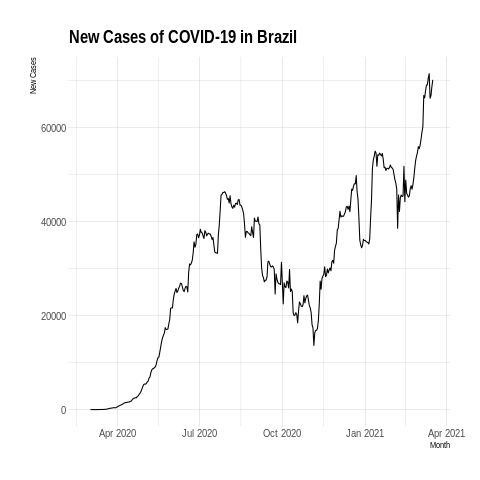 New Cases of COVID-19 in Brazil
New Cases
60000
40000
20000
0
Apr 2020 Jul 2020 Oct 2020 Jan 2021 Apr 2021
Month